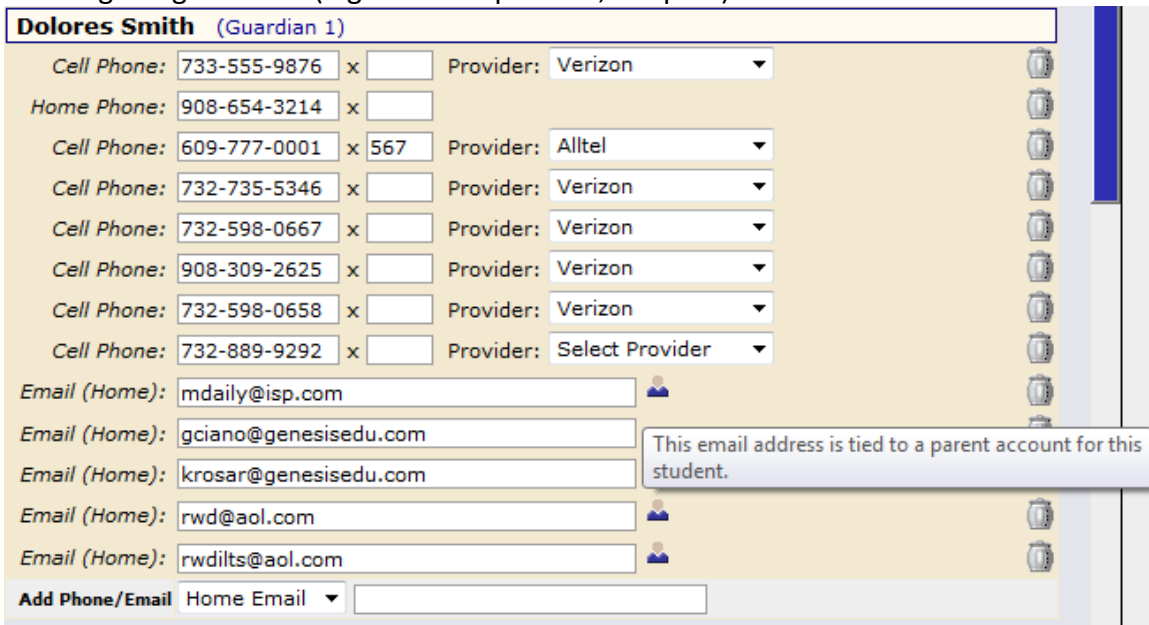 Dolores Smith (Guardian 1)
Cell Phone: 733-555-9876 x Provider: Verizon
Home Phone: 908-654-3214 x
Cell Phone: 609-777-0001 x 567 Provider: Alltel
Cell Phone: 732-735-5346 x Provider: Verizon
Cell Phone: 732-598-0667 x Provider: Verizon
Cell Phone: 908-309-2625 x Provider: Verizon
Cell Phone: 732-598-0658 x Provider: Verizon
Cell Phone: 732-889-9292 x Provider: Select Provider
Email (Home): mdaily@isp.com
Email (Home): gciano@genesisedu.com
This email address is tied to a parent account for this
student.
Email (Home): krosar@genesisedu.com
Email (Home): rwd@aol.com
Email (Home): rwdilts@aol.com
Add Phone/Email Home Email